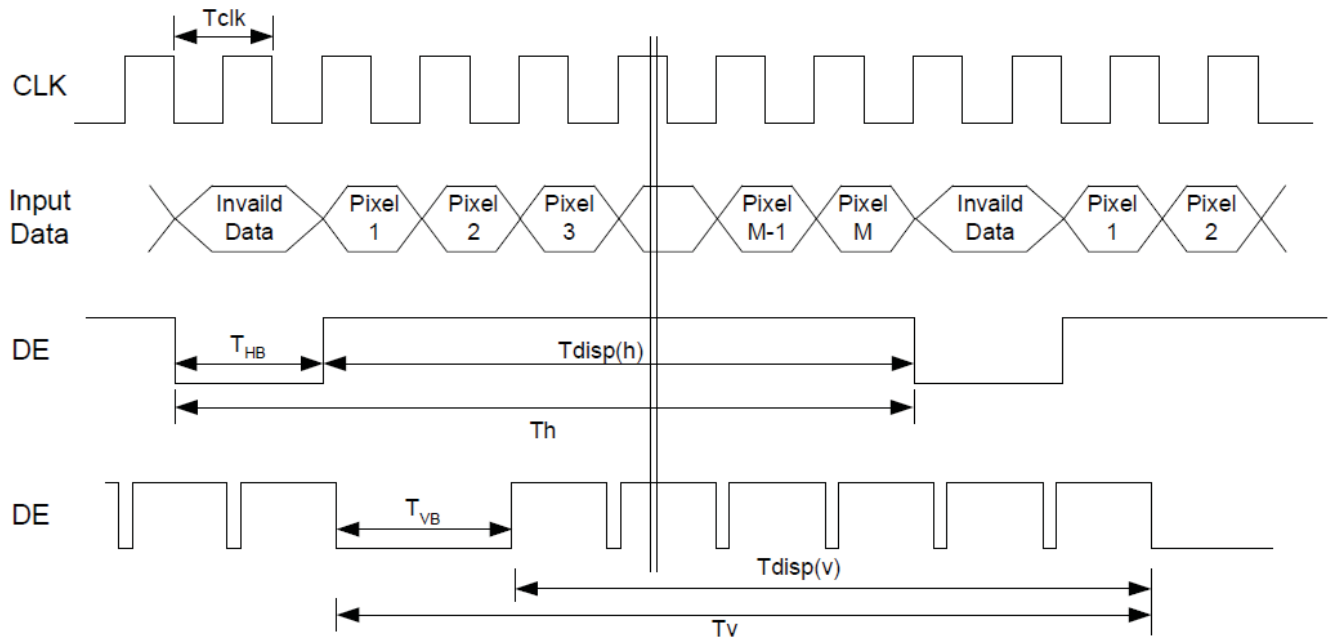 Tclk
CLK
Input
Data
Invaild
Data
Pixel
1
Pixel
2
Pixel
3
Pixel
M-1
Pixel
M
Invaild
Data
Pixel
1
Pixel
2
DE
THB
Tdisp(h)
Th
DE
TVB
Tdisp(v)
Tv